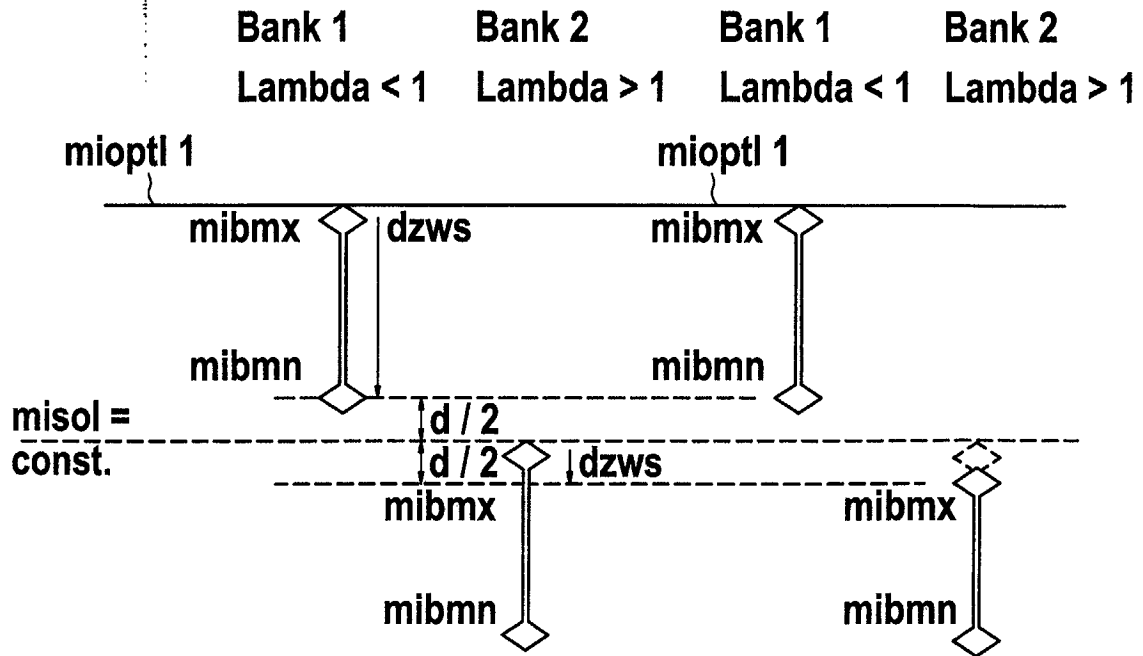 Bank 1 Bank 2 Bank 1 Bank 2
Lambda < 1 Lambda > 1 Lambda < 1 Lambda > 1
mioptl 1 mioptl 1
mibmx dzws mibmx
mibmn mibmn
misol = d / 2
const. d / 2 dzws
mibmx mibmx
mibmn mibmn